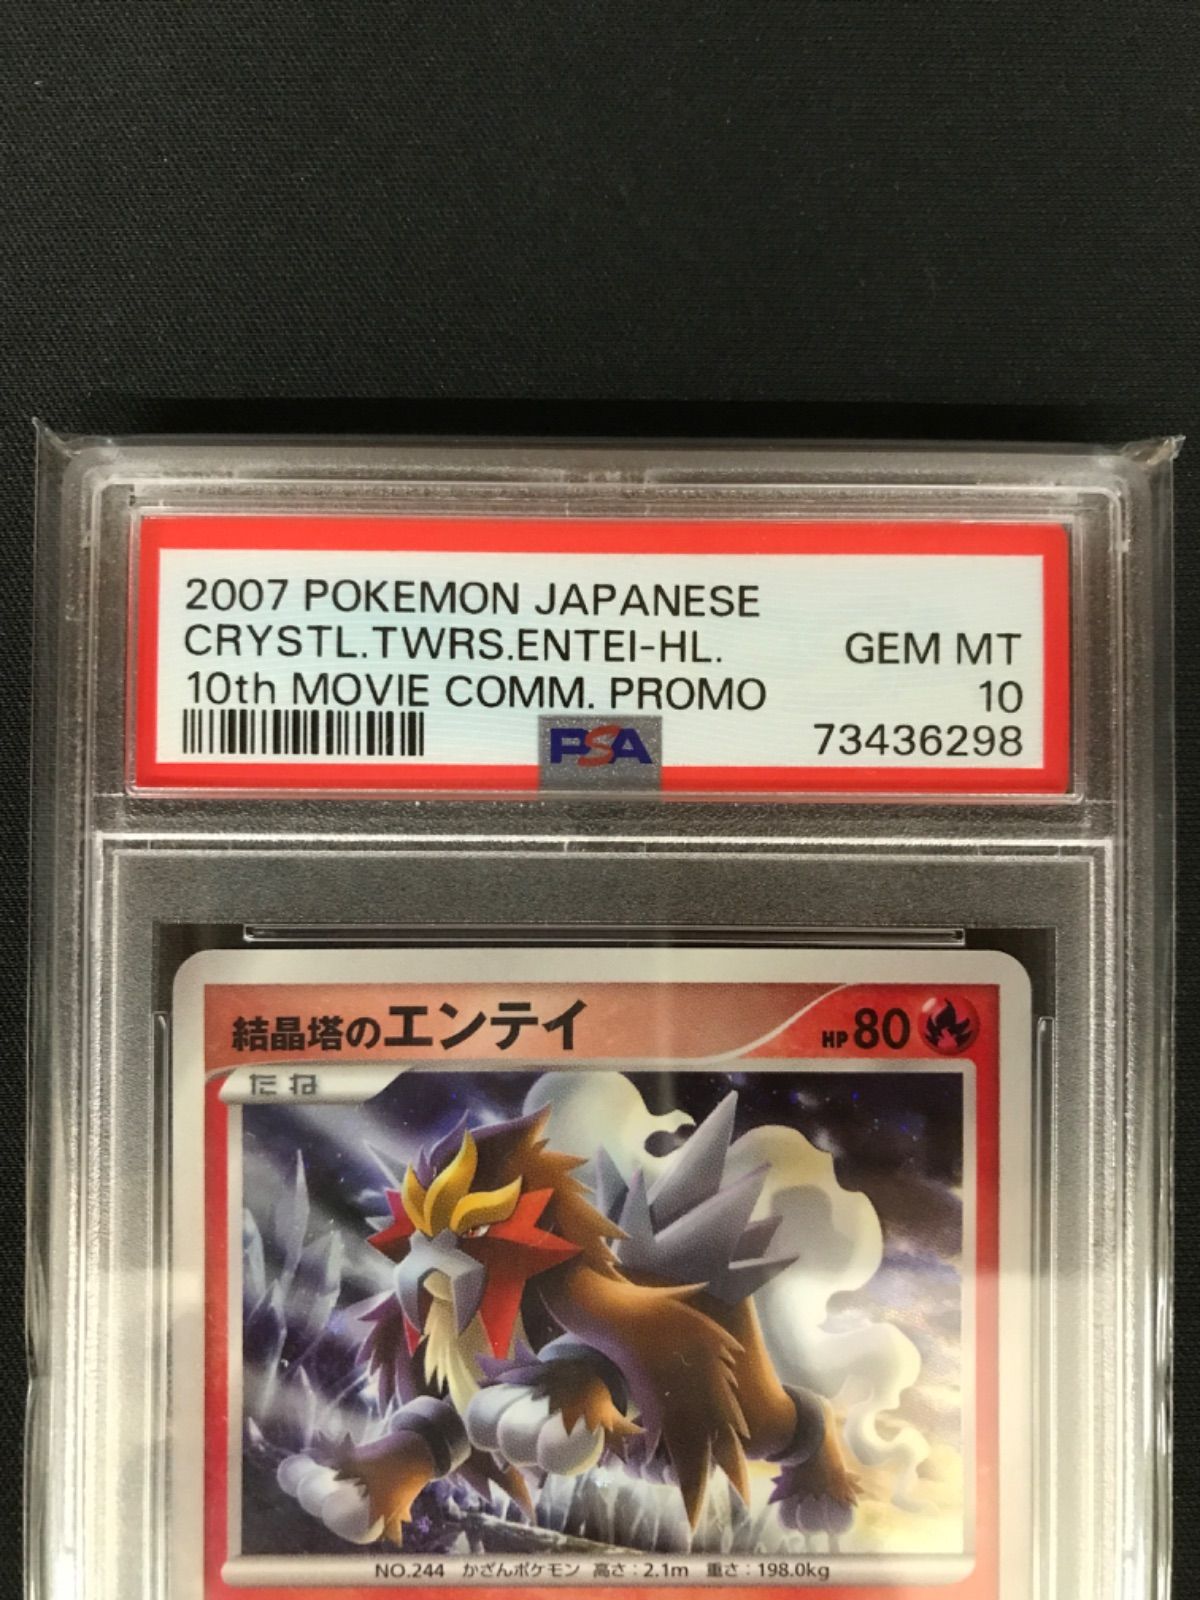 2007 POKEMON JAPANESE
CRYSTL.TWRS.ENTEI-HL. GEM MT
10th MOVIE COMM. PROMO 10
PSA 73436298
結晶塔のエンテイ HP 80
たね
NO.244 かざんポケモン 高さ:2.1m 重さ:198.0kg